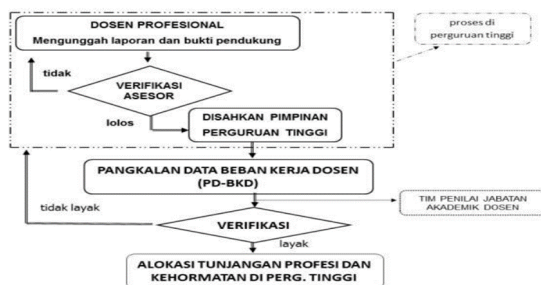 DOSEN PROFESIONAL
Mengunggah laporan dan bukti pendukung
proses di
perguruan tinggi
tidak
VERIFIKASI
ASESOR
lolos
DISAHKAN PIMPINAN
PERGURUAN TINGGI
PANGKALAN DATA BEBAN KERJA DOSEN
(PD-BKD)
tidak layak
TIM PENILAI JABATAN
AKADEMIK DOSEN
VERIFIKASI
layak
ALOKASI TUNJANGAN PROFESI DAN
KEHORMATAN DI PERG. TINGGI